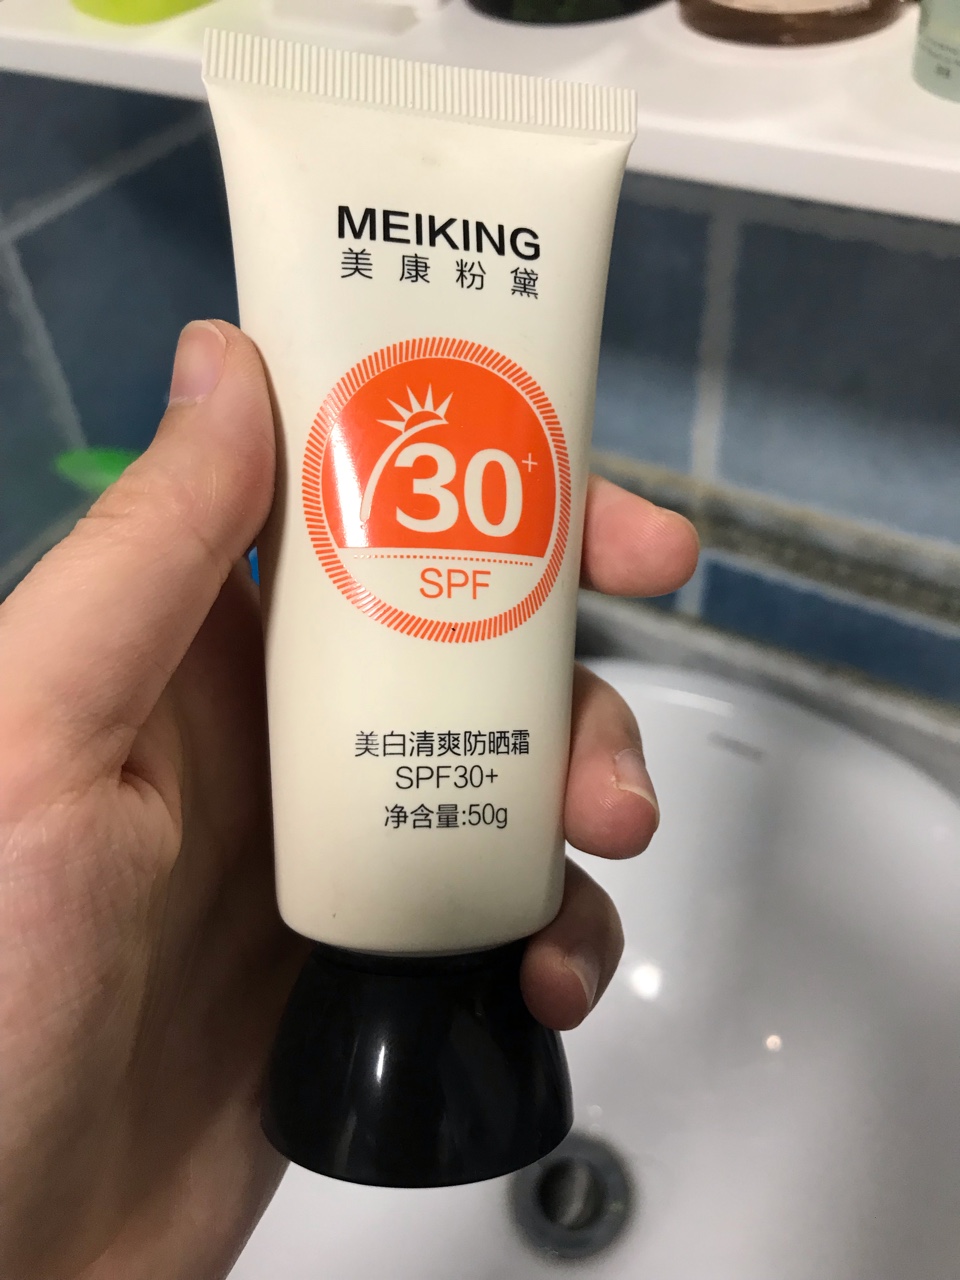 MEIKING
美康粉黛
30+
SPF
美白清爽防晒霜
SPF30+
净含量:50g